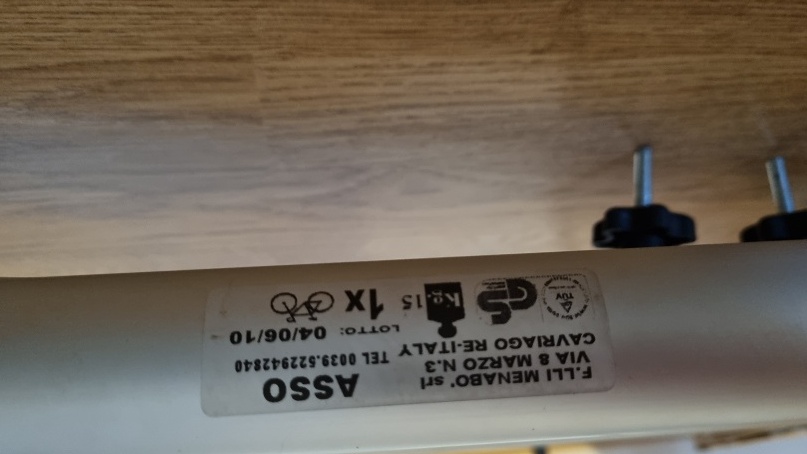 F.LLI MENABO' srl
VIA 8 MARZO N.3
CAVRIAGO RE-ITALY
ASSO
TEL 0039.522942840
LOTTO: 04/06/10
TÜV
GS
Kg 15
1x